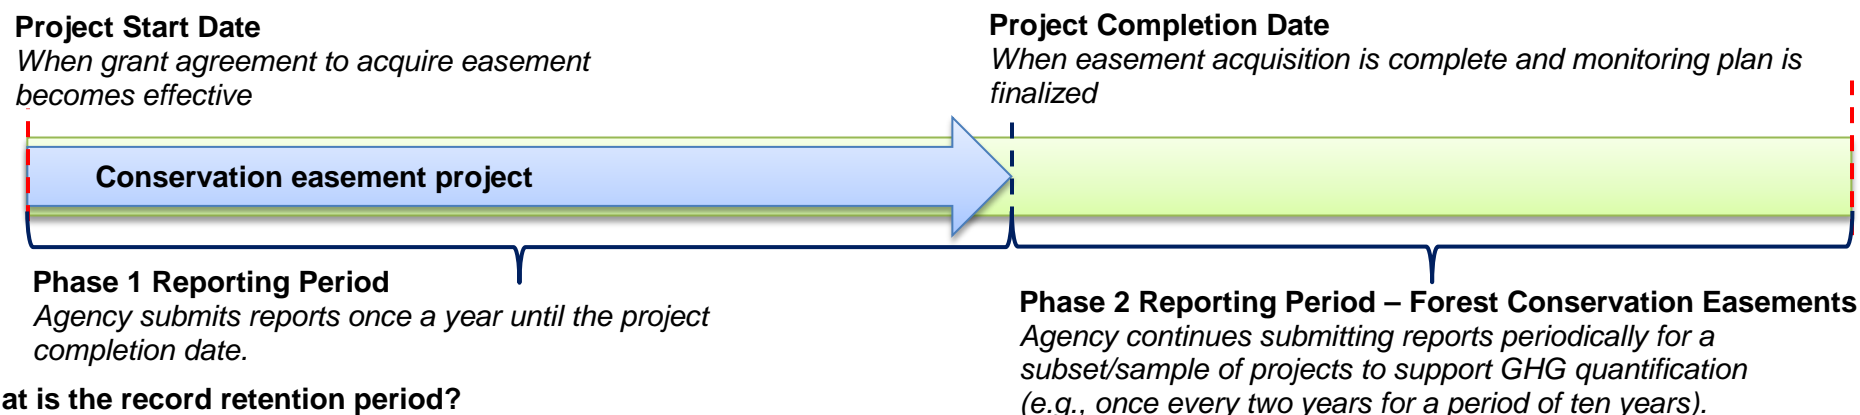 Project Start Date
When grant agreement to acquire easement
becomes effective
Project Completion Date
When easement acquisition is complete and monitoring plan is
finalized
Conservation easement project
Phase 1 Reporting Period
Agency submits reports once a year until the project
completion date.
Phase 2 Reporting Period – Forest Conservation Easements
Agency continues submitting reports periodically for a
subset/sample of projects to support GHG quantification
(e.g., once every two years for a period of ten years).
at is the record retention period?